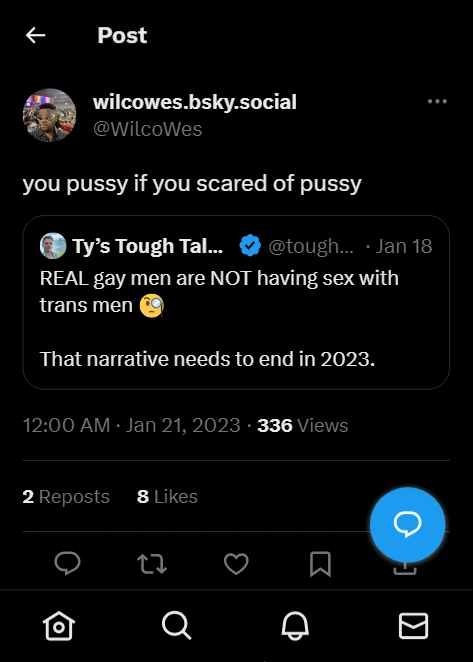 Post
wilcowes.bsky.social
@WilcoWes
you pussy if you scared of pussy
Ty's Tough Tal... @tough... · Jan 18
REAL gay men are NOT having sex with
trans men 🧐
That narrative needs to end in 2023.
12:00 AM · Jan 21, 2023 · 336 Views
2 Reposts 8 Likes